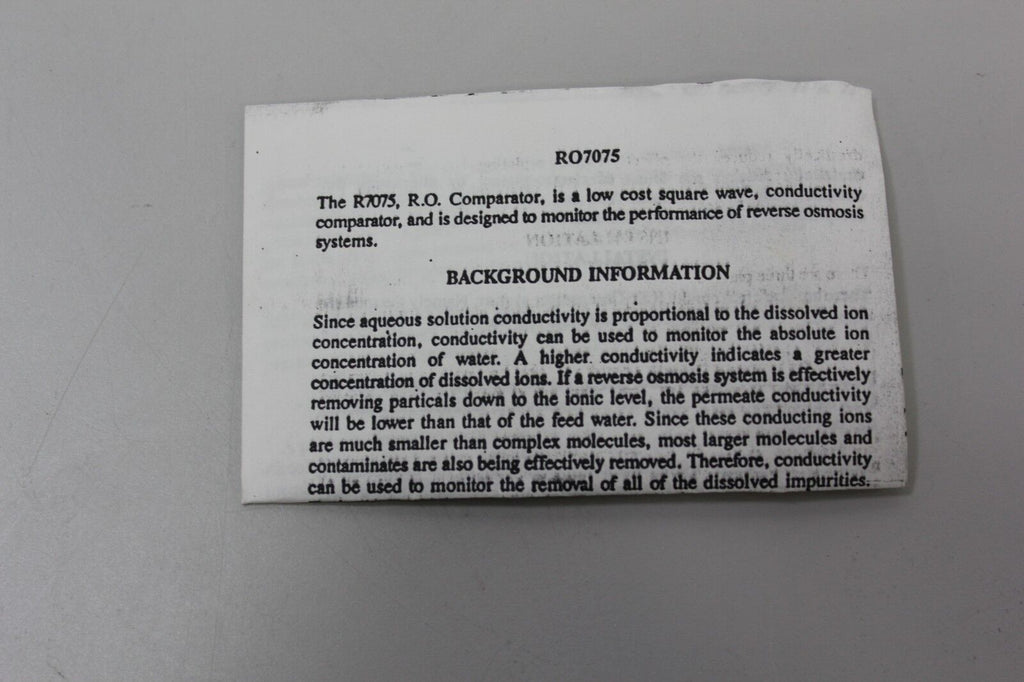 RO7075
The R7075, R.O. Comparator, is a low cost square wave, conductivity
comparator, and is designed to monitor the performance of reverse osmosis
systems.
BACKGROUND INFORMATION
Since aqueous solution conductivity is proportional to the dissolved ion
concentration, conductivity can be used to monitor the absolute ion
concentration of water. A higher conductivity indicates a greater
concentration of dissolved ions. If a reverse osmosis system is effectively
removing particals down to the ionic level, the permeate conductivity
will be lower than that of the feed water. Since these conducting ions
are much smaller than complex molecules, most larger molecules and
contaminates are also being effectively removed. Therefore, conductivity
can be used to monitor the removal of all of the dissolved impurities.